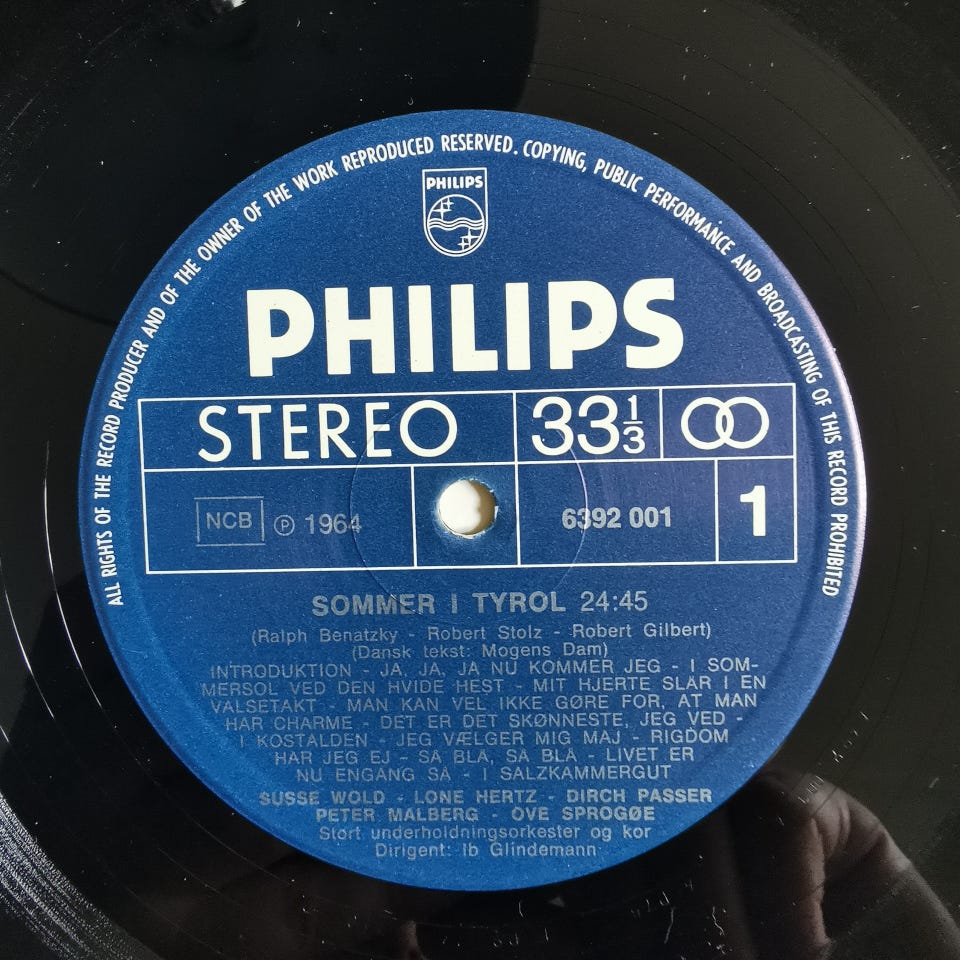 ALL RIGHTS OF THE RECORD PRODUCER AND OF THE OWNER OF THE WORK REPRODUCED RESERVED. COPYING, PUBLIC PERFORMANCE AND BROADCASTING OF THIS RECORD PROHIBITED
PHILIPS
PHILIPS
STEREO 33 1/3
NCB Ⓟ 1964 6392 001 1
SOMMER I TYROL 24:45
(Ralph Benatzky - Robert Stolz - Robert Gilbert)
(Dansk tekst: Mogens Dam)
INTRODUKTION - JA, JA, JA NU KOMMER JEG - I SOM-
MERSOL VED DEN HVIDE HEST - MIT HJERTE SLÅR I EN
VALSETAKT - MAN KAN VEL IKKE GØRE FOR, AT MAN
HAR CHARME - DET ER DET SKØNNESTE, JEG VED -
I KOSTALDEN - JEG VÆLGER MIG MAJ - RIGDOM
HAR JEG EJ - SÅ BLÅ, SÅ BLÅ - LIVET ER
NU ENGANG SÅ - I SALZKAMMERGUT
SUSSE WOLD - LONE HERTZ - DIRCH PASSER
PETER MALBERG - OVE SPROGØE
Stort underholdningsorkester og kor
Dirigent: Ib Glindemann